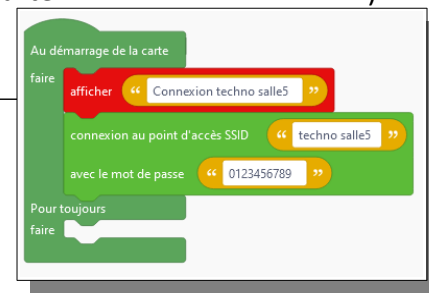 Au démarrage de la carte
faire
afficher “ Connexion techno salle5 ”
connexion au point d'accès SSID “ techno salle5 ”
avec le mot de passe “ 0123456789 ”
Pour toujours
faire